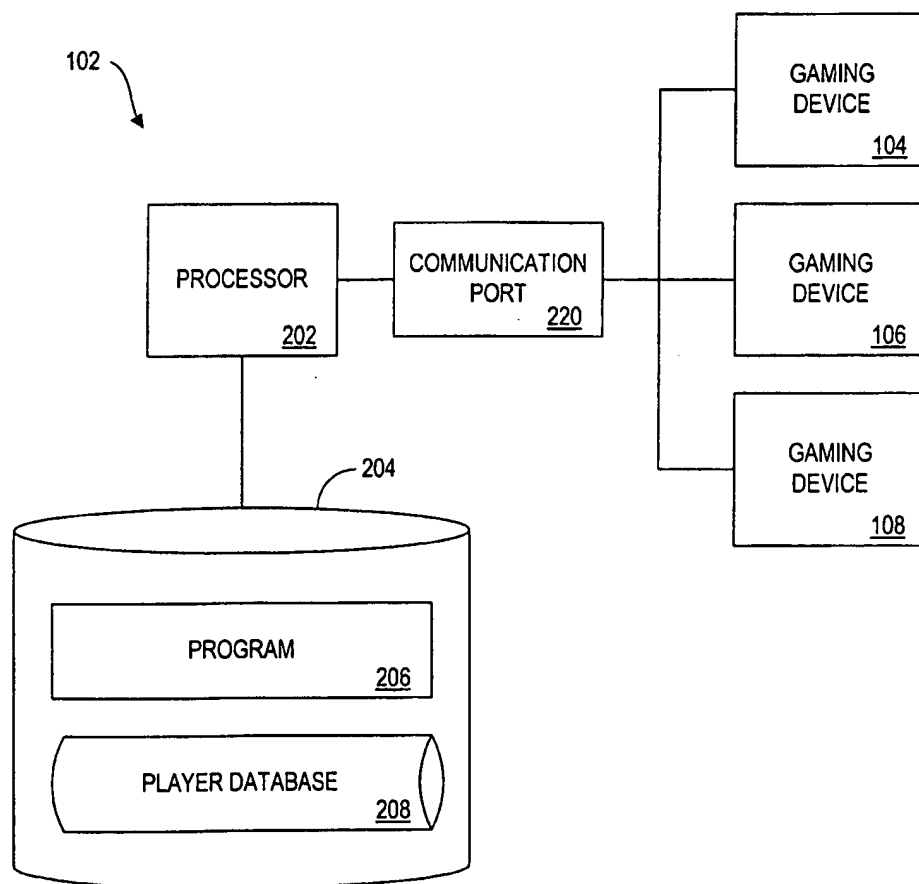 102
GAMING
DEVICE
104
PROCESSOR
202
COMMUNICATION
PORT
220
GAMING
DEVICE
106
GAMING
DEVICE
108
204
PROGRAM
206
PLAYER DATABASE
208